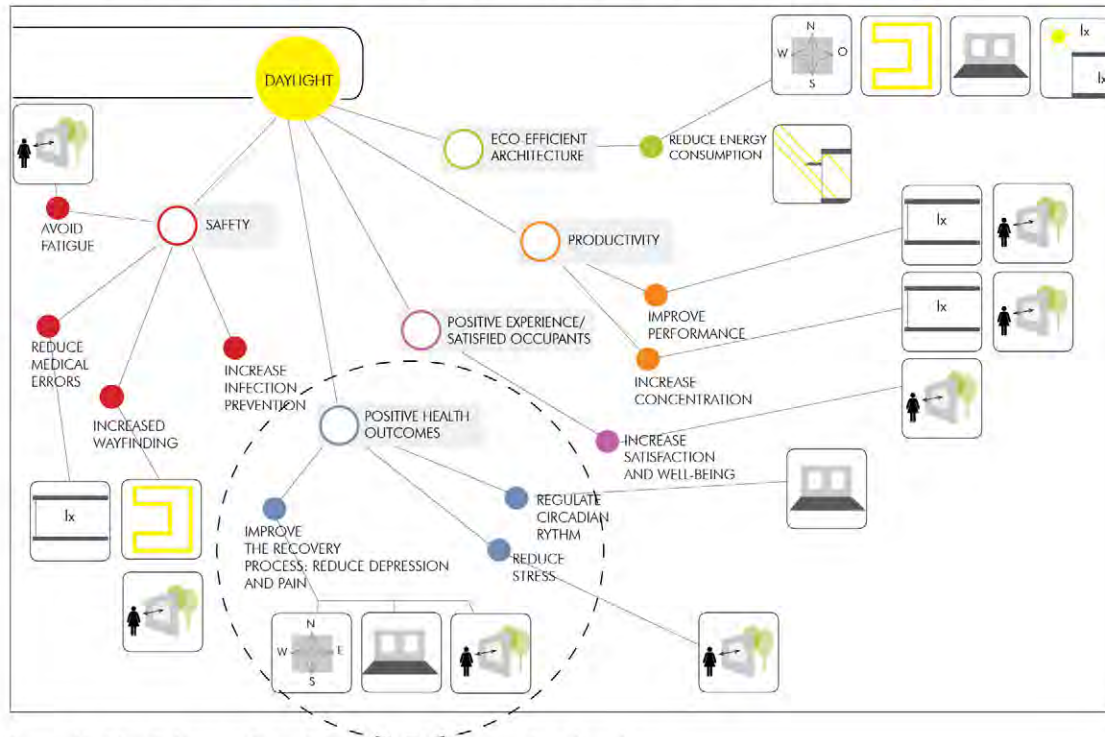 DAYLIGHT
N
W
O
S
lx
lx
ECO-EFFICIENT
ARCHITECTURE
REDUCE ENERGY
CONSUMPTION
AVOID
FATIGUE
SAFETY
PRODUCTIVITY
lx
IMPROVE
PERFORMANCE
lx
POSITIVE EXPERIENCE/
SATISFIED OCCUPANTS
REDUCE
MEDICAL
ERRORS
INCREASE
INFECTION
PREVENTION
INCREASE
CONCENTRATION
INCREASED
WAYFINDING
POSITIVE HEALTH
OUTCOMES
INCREASE
SATISFACTION
AND WELL-BEING
lx
REGULATE
CIRCADIAN
RYTHM
IMPROVE
THE RECOVERY
PROCESS: REDUCE DEPRESSION
AND PAIN
REDUCE
STRESS
N
W
E
S